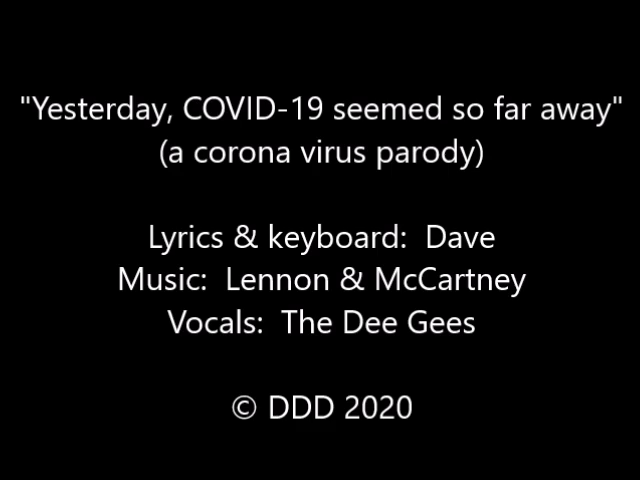 "Yesterday, COVID-19 seemed so far away"
(a corona virus parody)
Lyrics & keyboard:  Dave
Music:  Lennon & McCartney
Vocals:  The Dee Gees
© DDD 2020